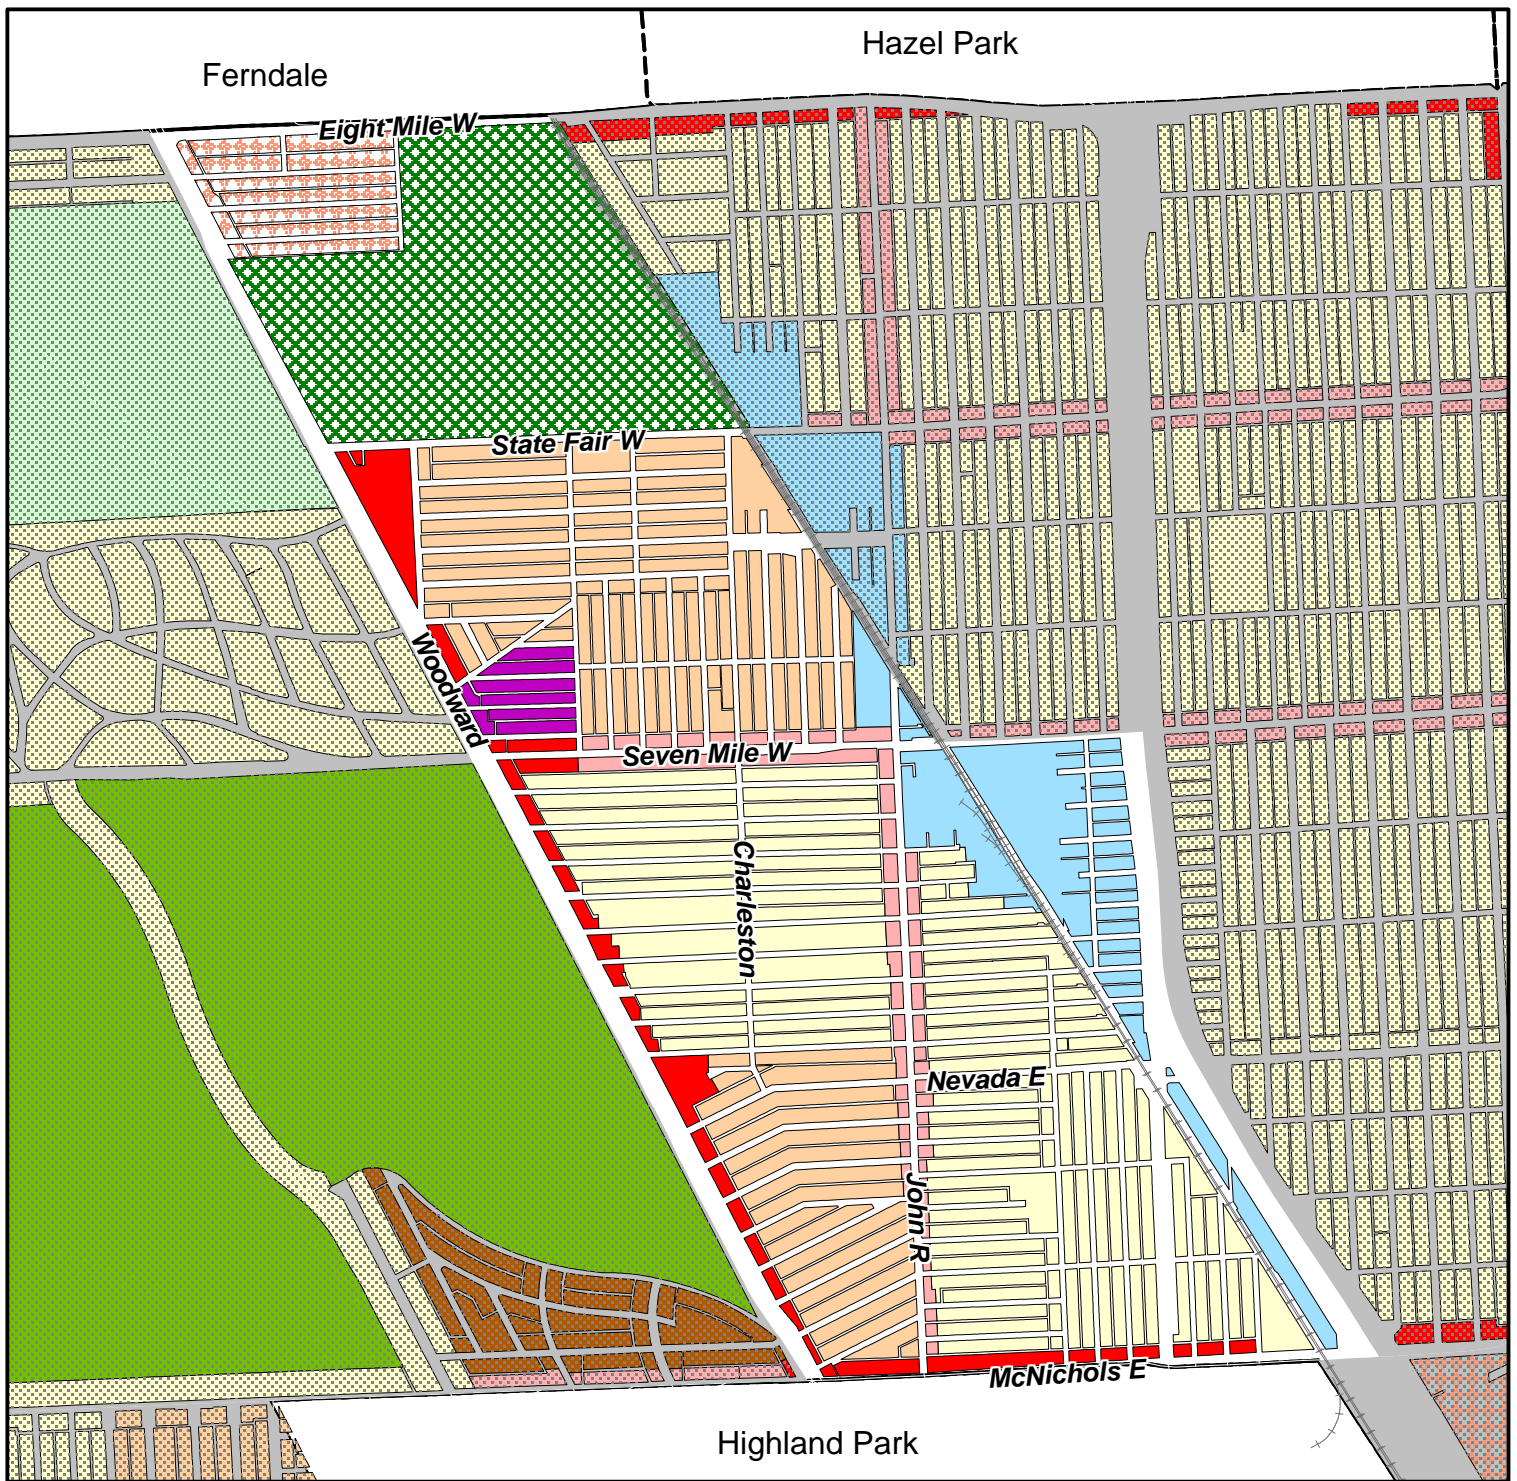 Hazel Park
Ferndale
Eight Mile W
State Fair W
Woodward
Seven Mile W
Charleston
Nevada E
John R
McNichols E
Highland Park